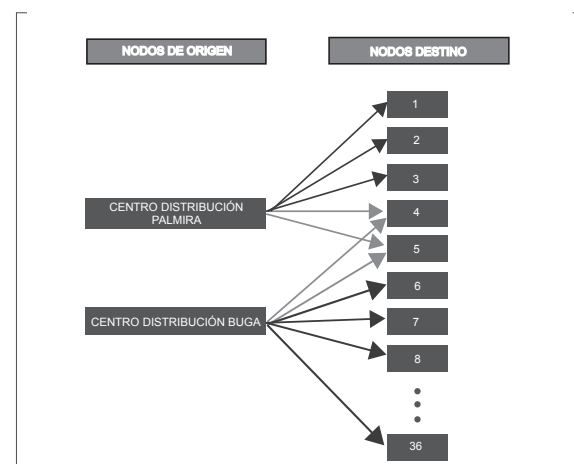 NODOS DE ORIGEN
NODOS DESTINO
1
2
3
CENTRO DISTRIBUCIÓN
PALMIRA
4
5
6
CENTRO DISTRIBUCIÓN BUGA
7
8
36